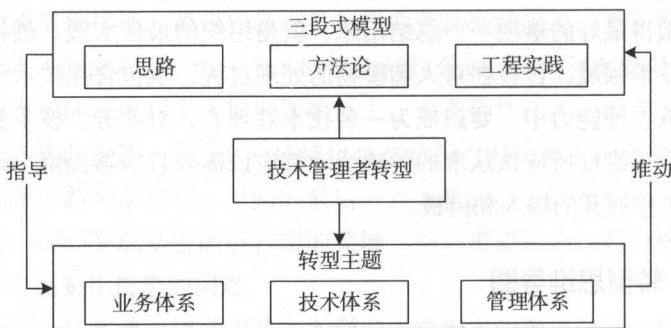 三段式模型
思路
方法论
工程实践
指导
技术管理者转型
推动
转型主题
业务体系
技术体系
管理体系